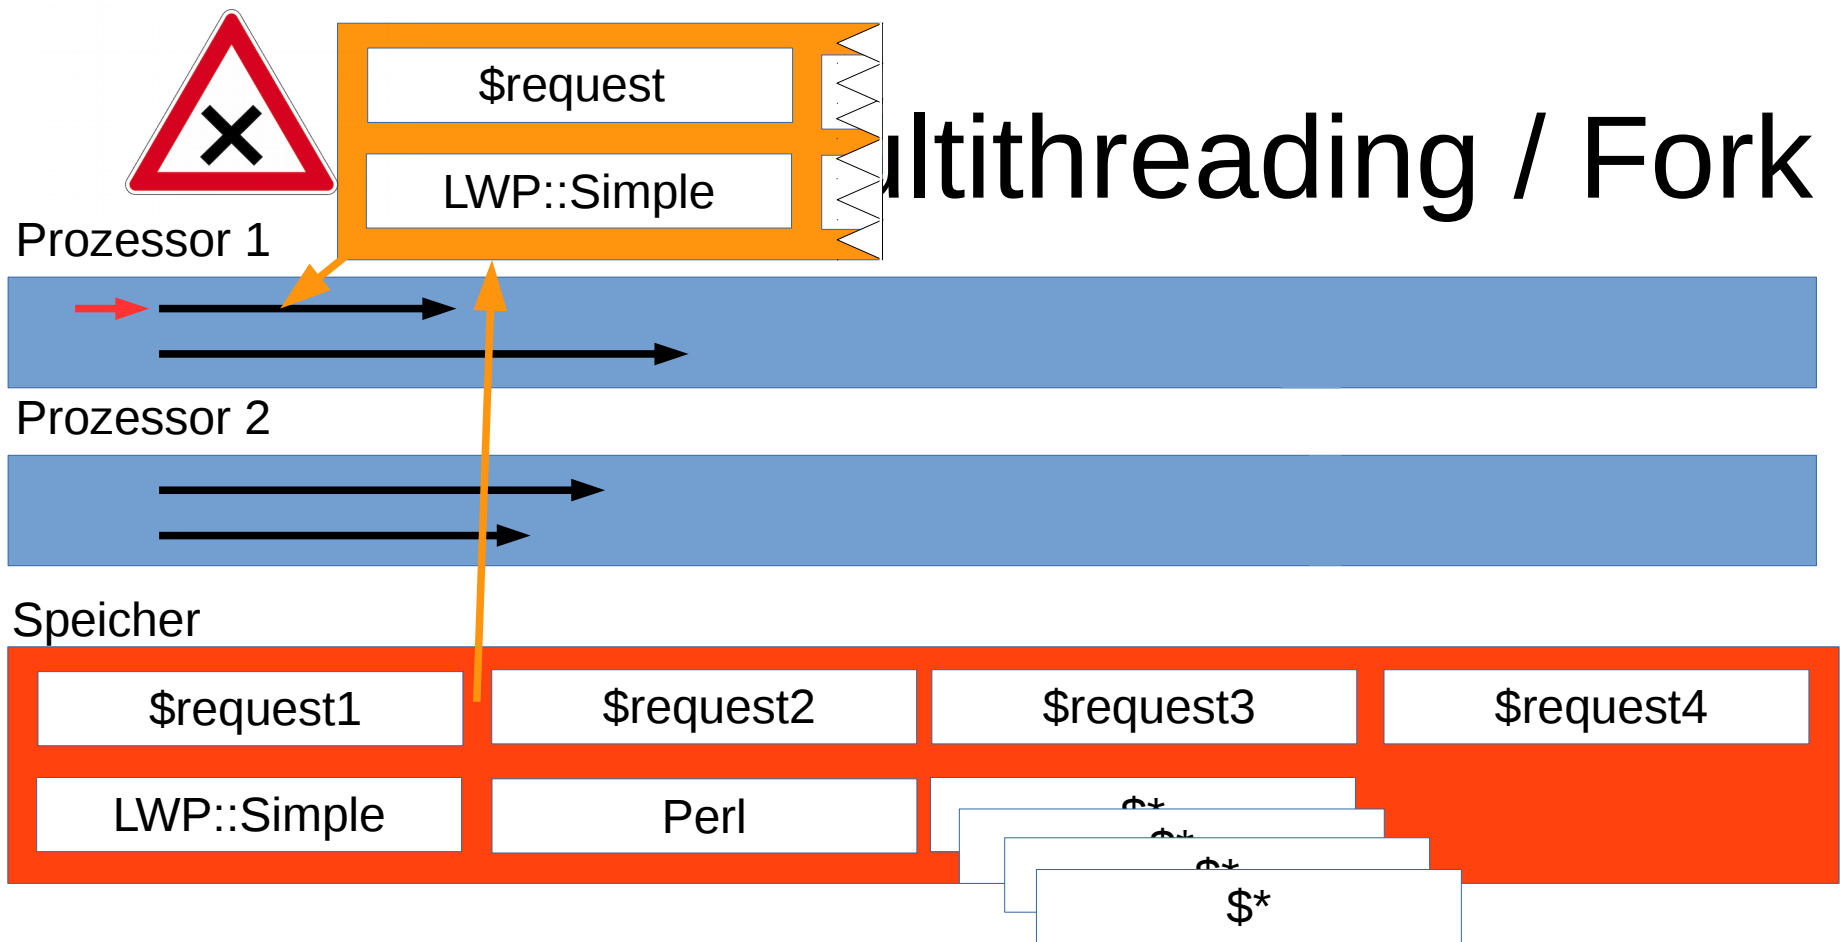 $request
ultithreading / Fork
LWP::Simple
Prozessor 1
Prozessor 2
Speicher
$request1
$request2
$request3
$request4
LWP::Simple
Perl
$*
$*
$*
$*